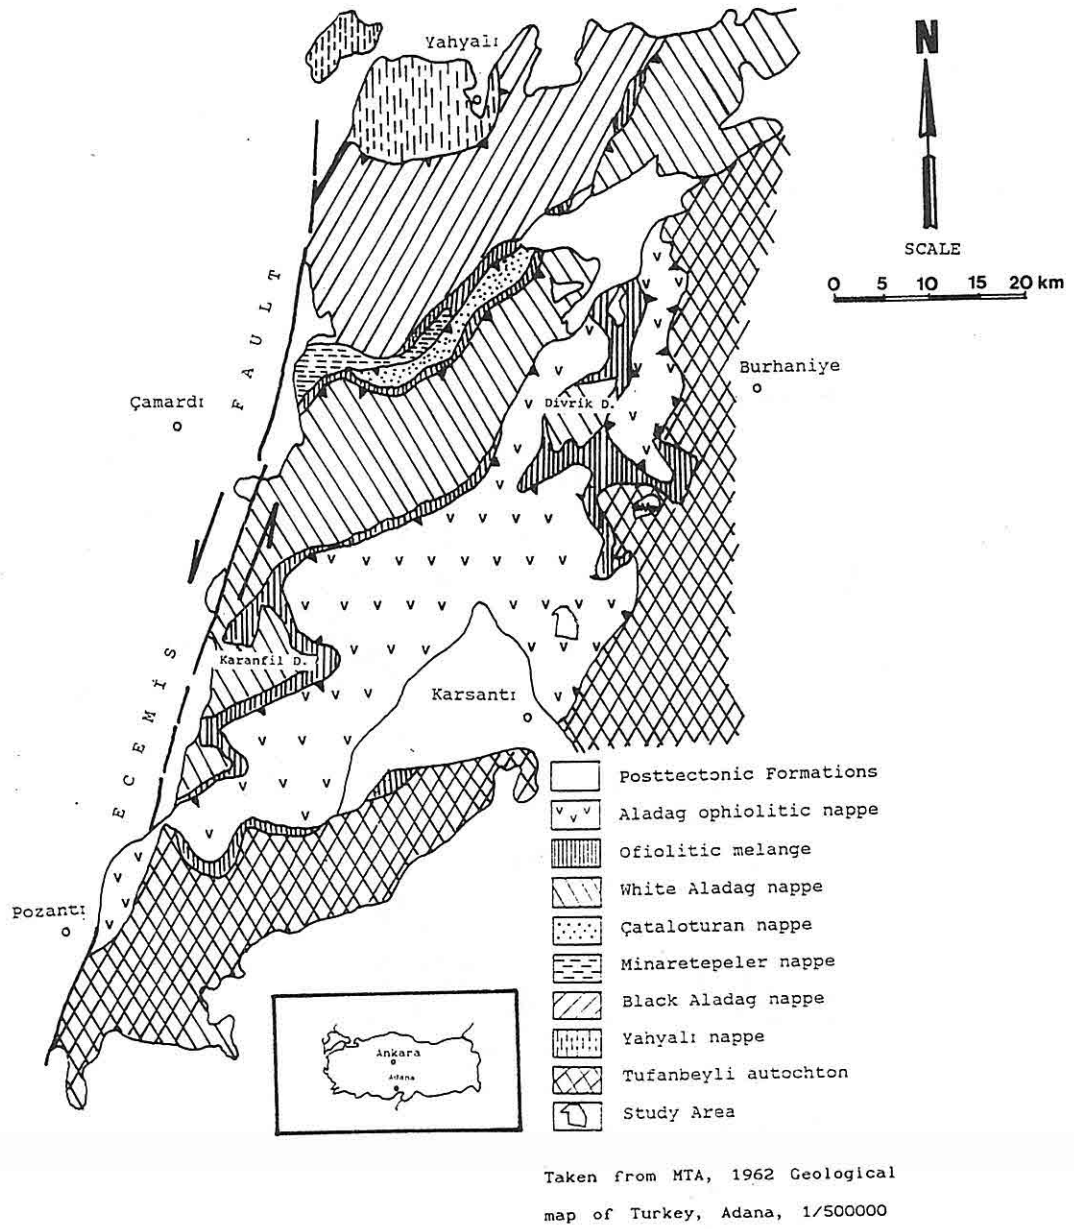 Yahyalı
N
SCALE
0 5 10 15 20 km
FAULT
Çamardı
Burhaniye
Divrik D.
ECEMİS
Karanfil D.
Karsantı
Pozantı
Posttectonic Formations
Aladag ophiolitic nappe
Ofiolitic melange
White Aladag nappe
Çataloturan nappe
Minaretepeler nappe
Black Aladag nappe
Yahyalı nappe
Tufanbeyli autochton
Study Area
Ankara
Adana
Taken from MTA, 1962 Geological
map of Turkey, Adana, 1/500000